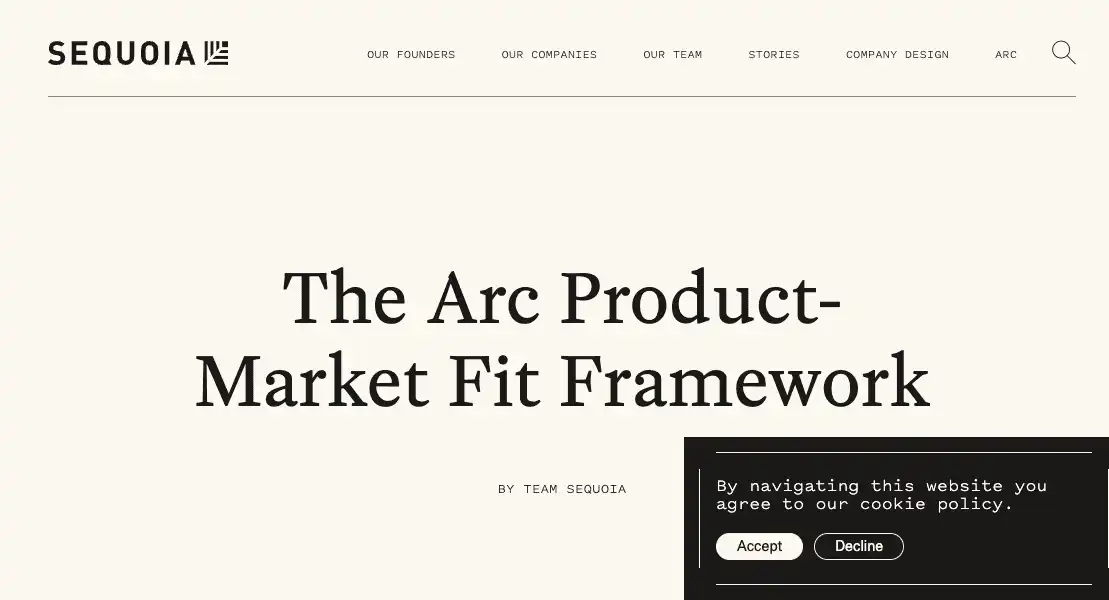 SEQUOIA
OUR FOUNDERS
OUR COMPANIES
OUR TEAM
STORIES
COMPANY DESIGN
ARC
The Arc Product-
Market Fit Framework
BY TEAM SEQUOIA
By navigating this website you
agree to our cookie policy.
Accept
Decline